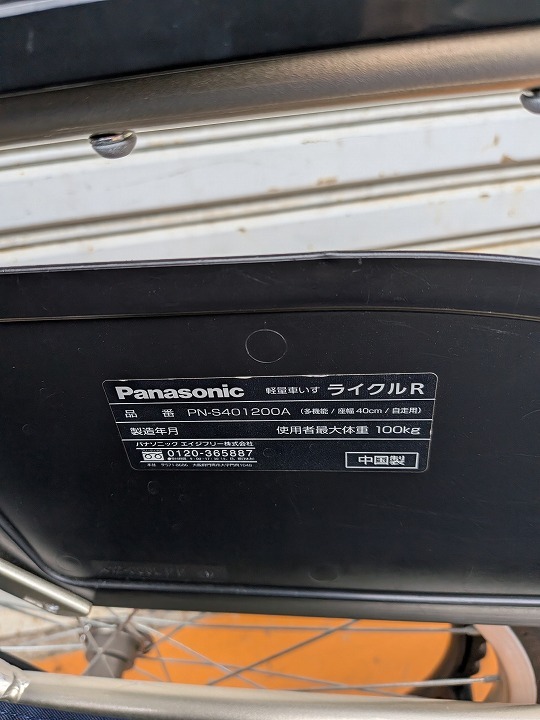 Panasonic 軽量車いす ライクルR
品番 PN-S401200A (多機能 / 座幅40cm / 自走用)
製造年月 使用者最大体重 100kg
パナソニック エイジフリー株式会社
0120-365887
中国製